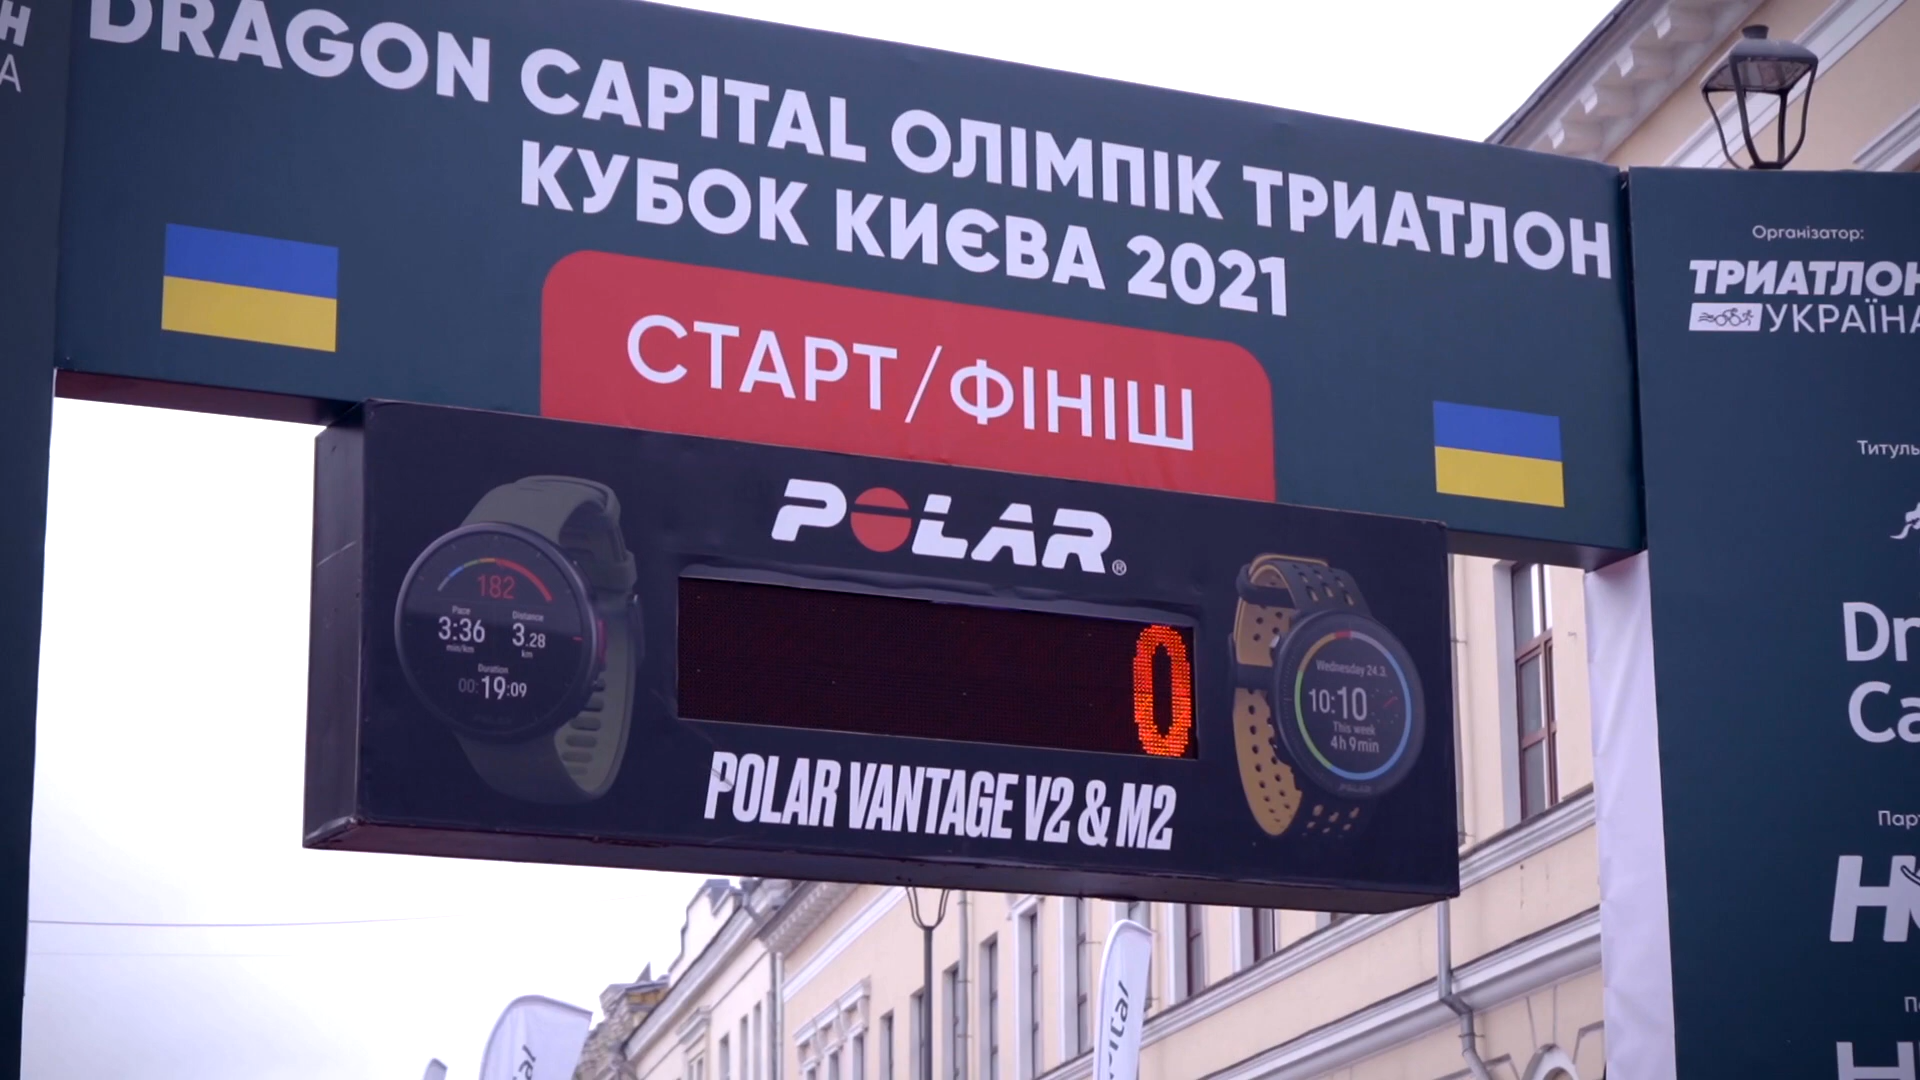 DRAGON CAPITAL ОЛІМПІК ТРИАТЛОН
КУБОК КИЄВА 2021
СТАРТ/ФІНІШ
POLAR®
182
Pace
Distance
3:36
3.28
min/km
km
Duration
00:19:09
0
Wednesday 24.3.
10:10
This week
4h 9min
POLAR
POLAR VANTAGE V2 & M2
Організатор:
ТРИАТЛОН
УКРАЇНА